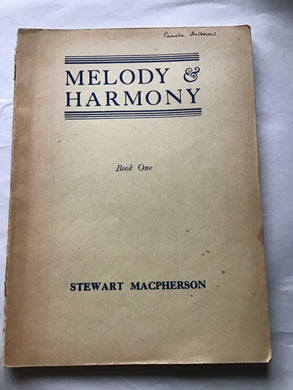 Pamela
MELODY &
HARMONY
Book One
STEWART MACPHERSON